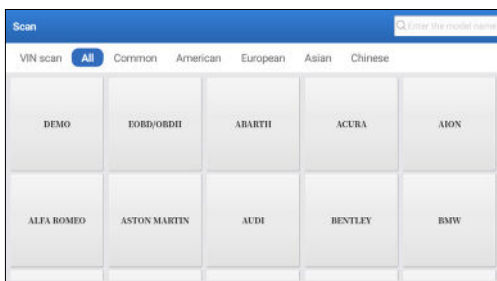 Scan
Enter the model name
VIN scan All Common American European Asian Chinese
DEMO EOBD/OBDII ABARTH ACURA AION
ALFA ROMEO ASTON MARTIN AUDI BENTLEY BMW